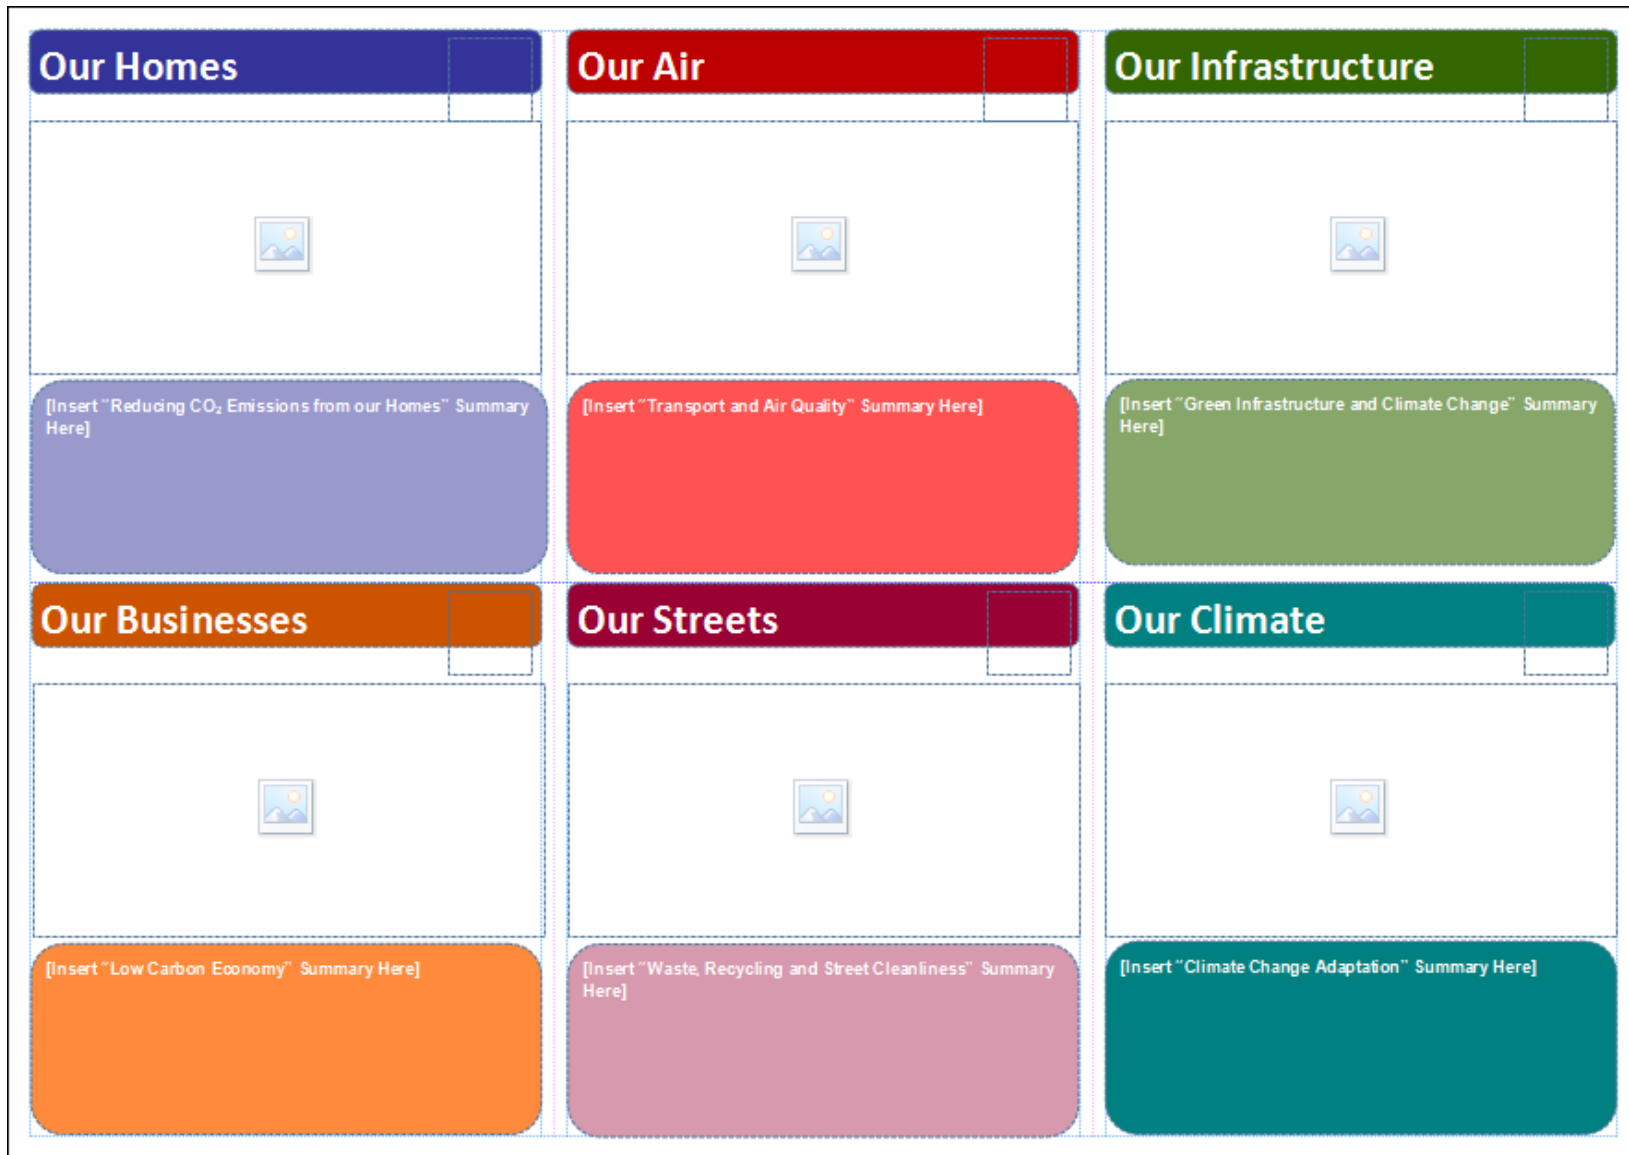 Our Homes
[Insert "Reducing CO₂ Emissions from our Homes" Summary
Here]
Our Air
[Insert "Transport and Air Quality" Summary Here]
Our Infrastructure
[Insert "Green Infrastructure and Climate Change" Summary
Here]
Our Businesses
[Insert "Low Carbon Economy" Summary Here]
Our Streets
[Insert "Waste, Recycling and Street Cleanliness" Summary
Here]
Our Climate
[Insert "Climate Change Adaptation" Summary Here]